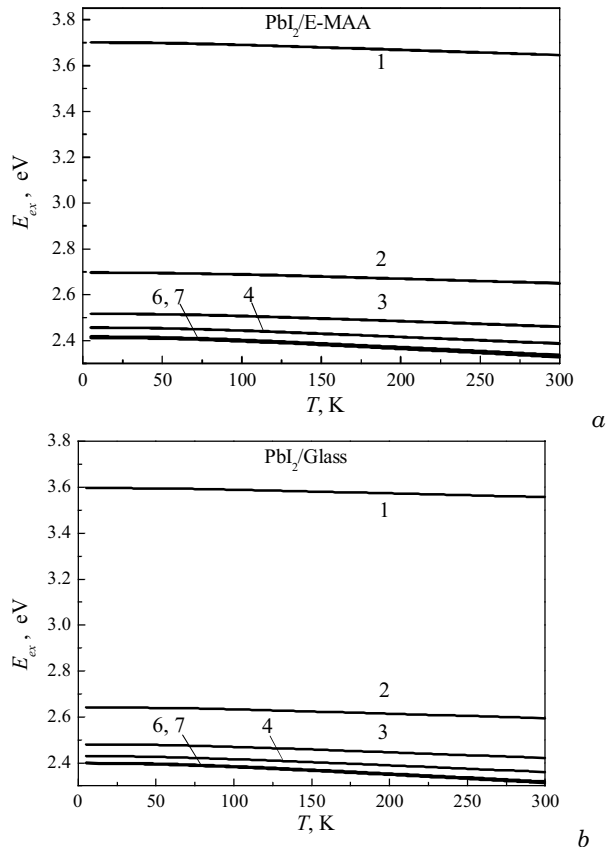 PbI₂/E-MAA
3.8
3.6
3.4
3.2
3.0
2.8
2.6
2.4
E_ex , eV
1
2
3
6, 7
4
0 50 100 150 200 250 300
T, K
a
PbI₂/Glass
3.8
3.6
3.4
3.2
3.0
2.8
2.6
2.4
E_ex , eV
1
2
3
6, 7
4
0 50 100 150 200 250 300
T, K
b